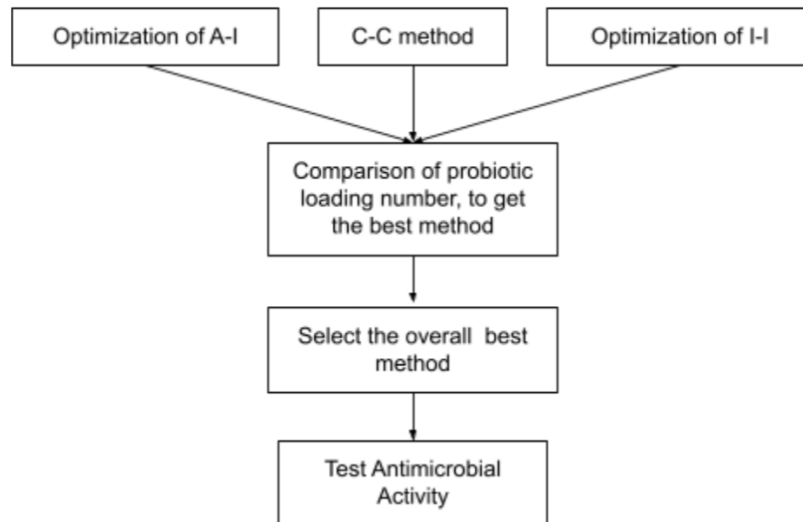 Optimization of A-I
C-C method
Optimization of I-I
Comparison of probiotic
loading number, to get
the best method
Select the overall best
method
Test Antimicrobial
Activity